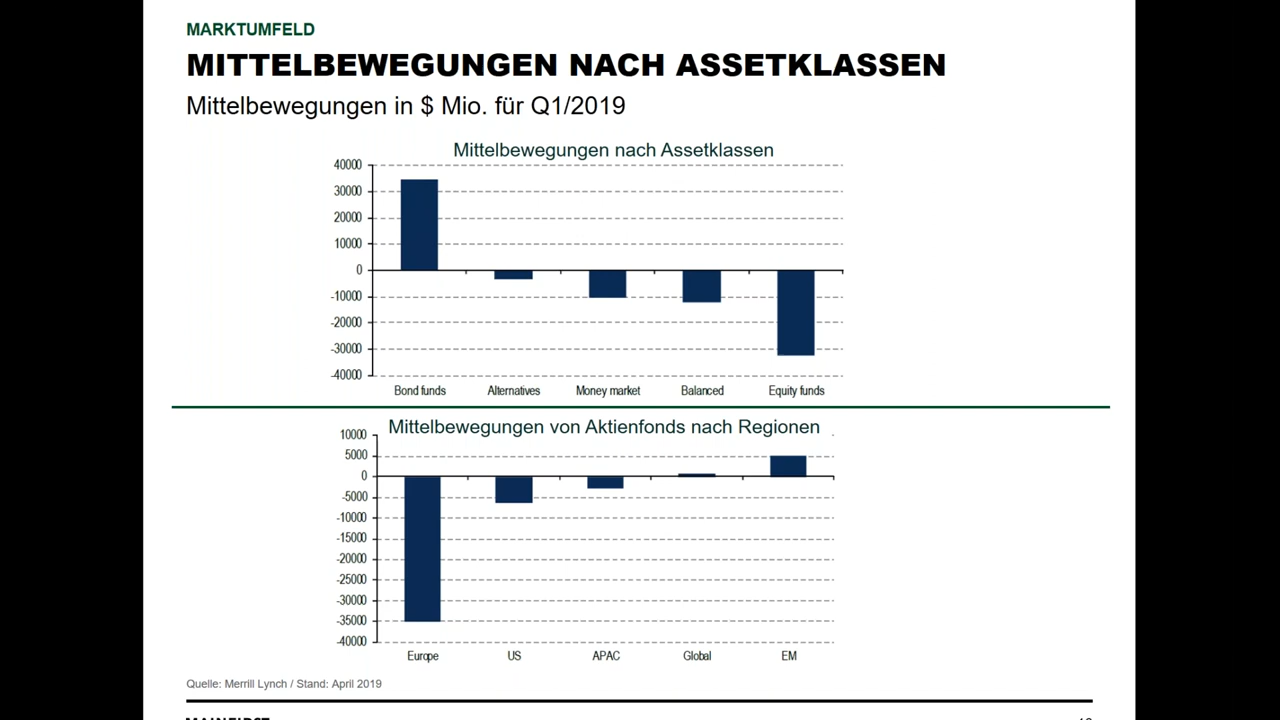 MARKTUMFELD
MITTELBEWEGUNGEN NACH ASSETKLASSEN
Mittelbewegungen in $ Mio. für Q1/2019
Mittelbewegungen nach Assetklassen
40000
30000
20000
10000
0
-10000
-20000
-30000
-40000
Bond funds Alternatives Money market Balanced Equity funds
Mittelbewegungen von Aktienfonds nach Regionen
10000
5000
0
-5000
-10000
-15000
-20000
-25000
-30000
-35000
-40000
Europe US APAC Global EM
Quelle: Merrill Lynch / Stand: April 2019
MAINFIRST